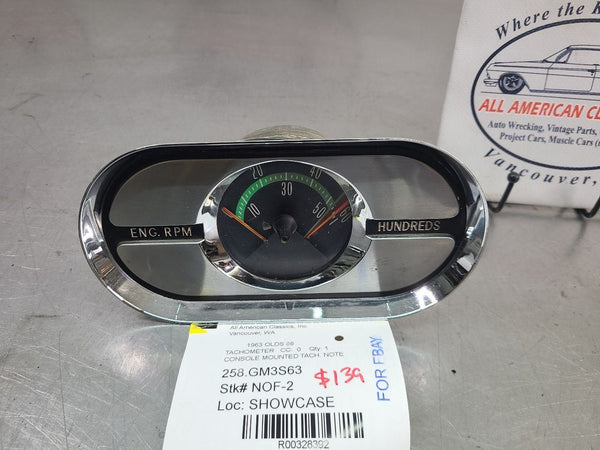 Where the K
ALL AMERICAN CL
Auto Wrecking, Vintage Parts,
Project Cars, Muscle Cars
Vancouver,
20 40
30
10 50 60
ENG. RPM
HUNDREDS
All American Classics, Inc.
Vancouver, WA
1963 OLDS 88
TACHOMETER CC: 0 Qty: 1
CONSOLE MOUNTED TACH. NOTE
258.GM3S63
Stk# NOF-2
$139
FOR FBAY
Loc: SHOWCASE
R00328392